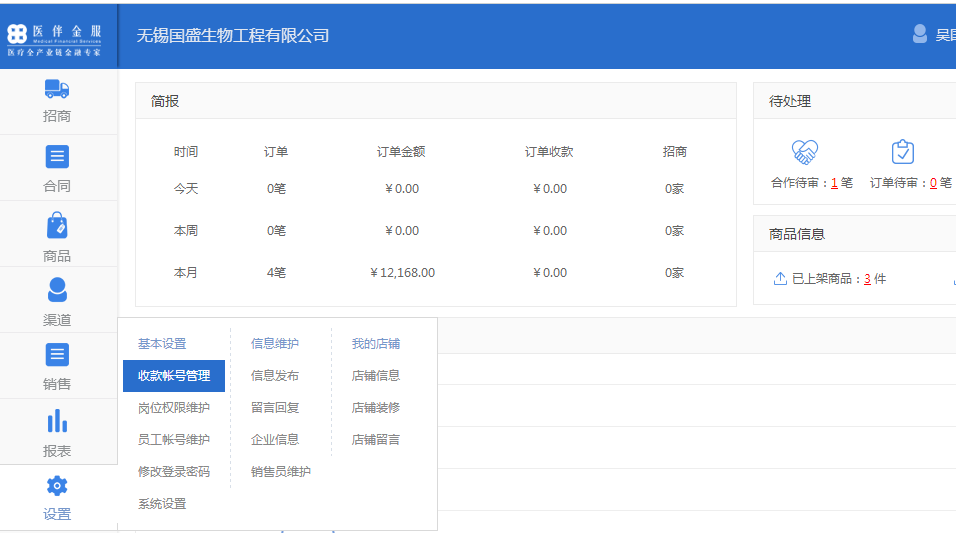 医伴金服
Medical Financial Services
医疗全产业链金融专家
无锡国盛生物工程有限公司
招商
合同
商品
渠道
销售
报表
设置
简报
时间 订单 订单金额 订单收款 招商
今天 0笔 ￥0.00 ￥0.00 0家
本周 0笔 ￥0.00 ￥0.00 0家
本月 4笔 ￥12,168.00 ￥0.00 0家
待处理
合作待审：1 笔 订单待审：0 笔
商品信息
已上架商品：3 件
基本设置 信息维护 我的店铺
收款帐号管理 信息发布 店铺信息
岗位权限维护 留言回复 店铺装修
员工帐号维护 企业信息 店铺留言
修改登录密码 销售员维护
系统设置